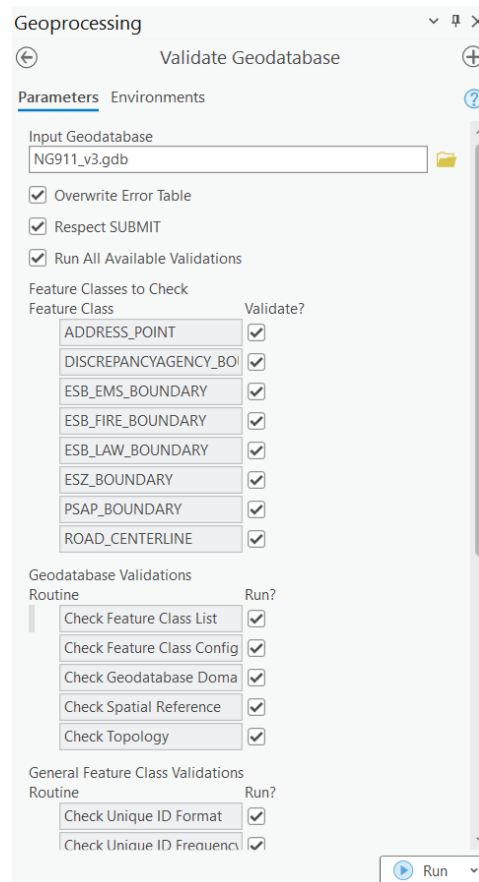 Geoprocessing
Validate Geodatabase
Parameters Environments
Input Geodatabase
NG911_v3.gdb
Overwrite Error Table
Respect SUBMIT
Run All Available Validations
Feature Classes to Check
Feature Class Validate?
ADDRESS_POINT
DISCREPANCYAGENCY_BO
ESB_EMS_BOUNDARY
ESB_FIRE_BOUNDARY
ESB_LAW_BOUNDARY
ESZ_BOUNDARY
PSAP_BOUNDARY
ROAD_CENTERLINE
Geodatabase Validations
Routine Run?
Check Feature Class List
Check Feature Class Config
Check Geodatabase Doma
Check Spatial Reference
Check Topology
General Feature Class Validations
Routine Run?
Check Unique ID Format
Check Unique ID Frequency
Run